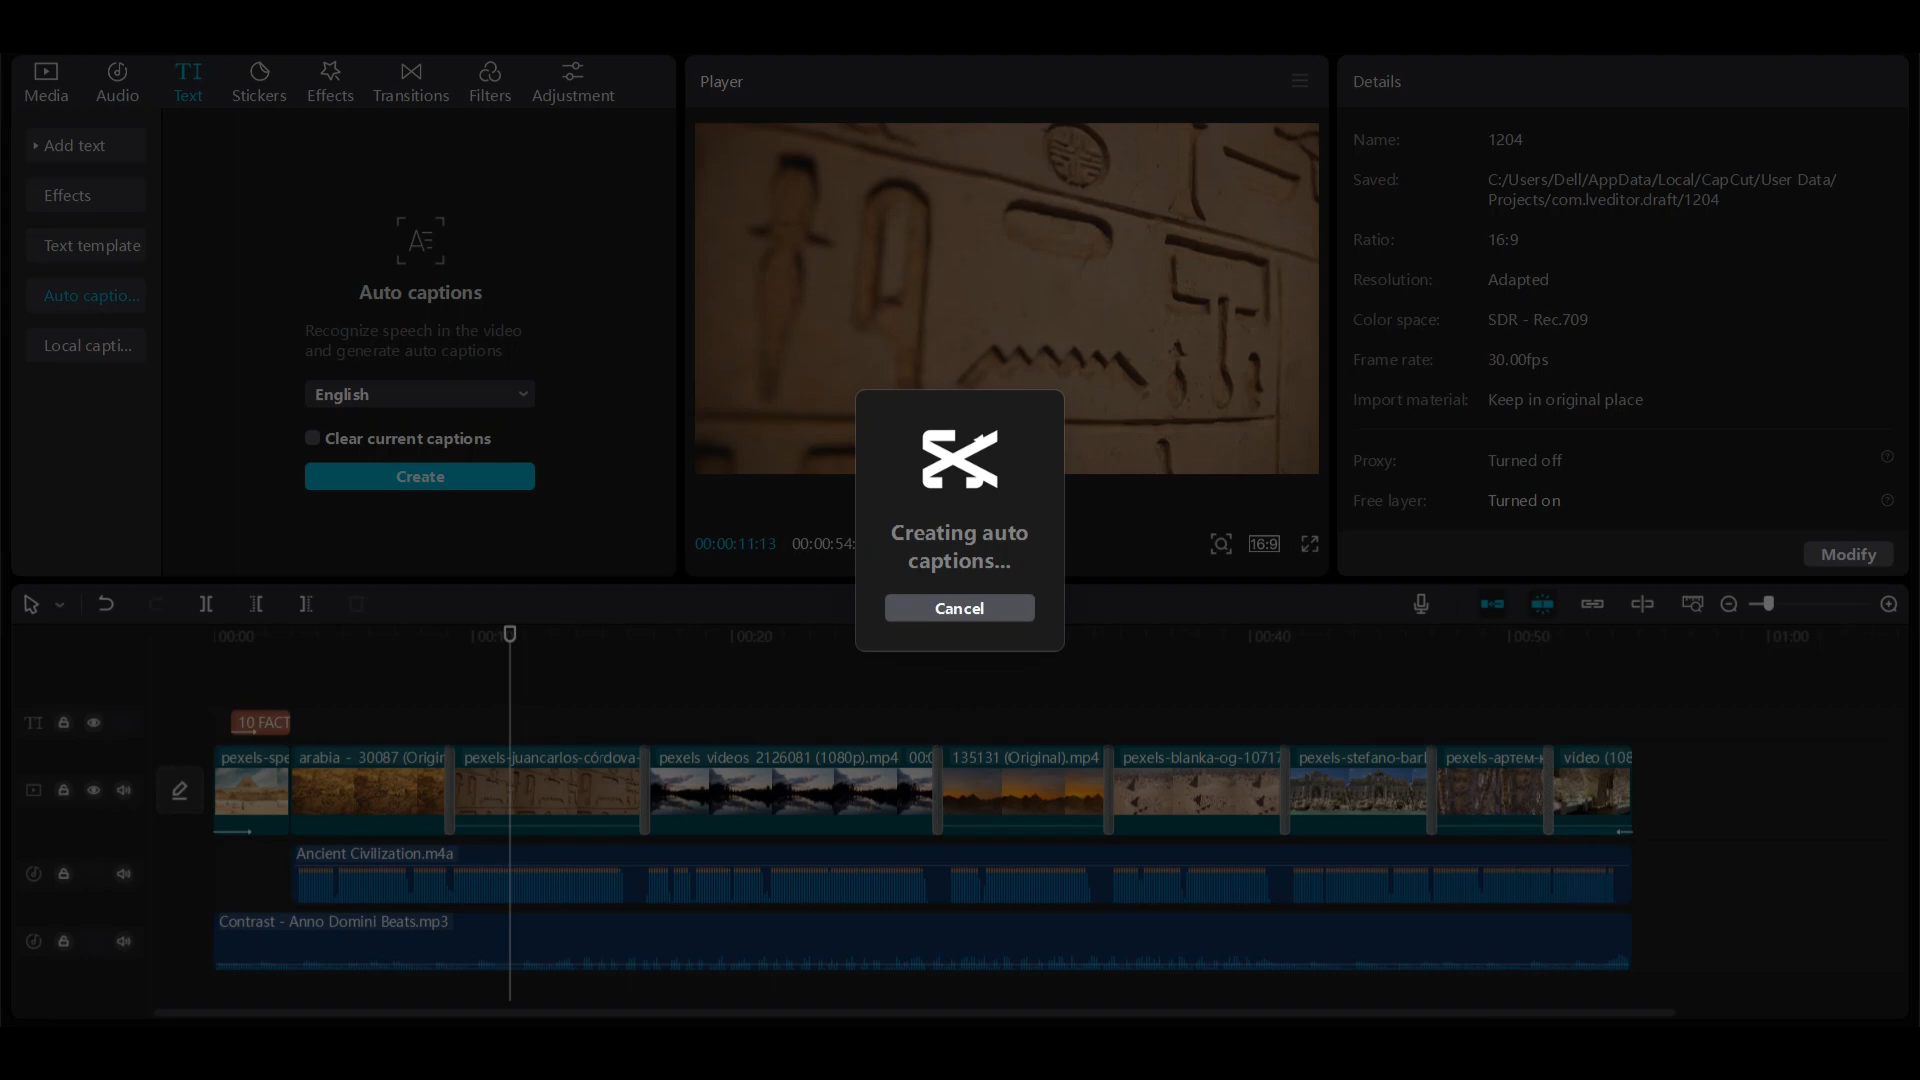 Media
Audio
TI
Text
Stickers
Effects
Transitions
Filters
Adjustment
Add text
Effects
Text template
Auto captio...
Local capti...
Auto captions
Recognize speech in the video
and generate auto captions
English
Clear current captions
Create
Player
00:00:11:13
00:00:54:
16:9
Details
Name: 1204
Saved: C:/Users/Dell/AppData/Local/CapCut/User Data/
Projects/com.lveditor.draft/1204
Ratio: 16:9
Resolution: Adapted
Color space: SDR - Rec.709
Frame rate: 30.00fps
Import material: Keep in original place
Proxy: Turned off
Free layer: Turned on
Modify
Creating auto
captions...
Cancel
00:00
00:1
00:20
00:40
00:50
01:00
TI
10 FACT
pexels-spe
arabia - 30087 (Origir
pexels-juancarlos-córdova-
pexels videos 2126081 (1080p).mp4 00:0
135131 (Original).mp4
pexels-blanka-og-10717
pexels-stefano-barl
pexels-артем-к
video (108
Ancient Civilization.m4a
Contrast - Anno Domini Beats.mp3